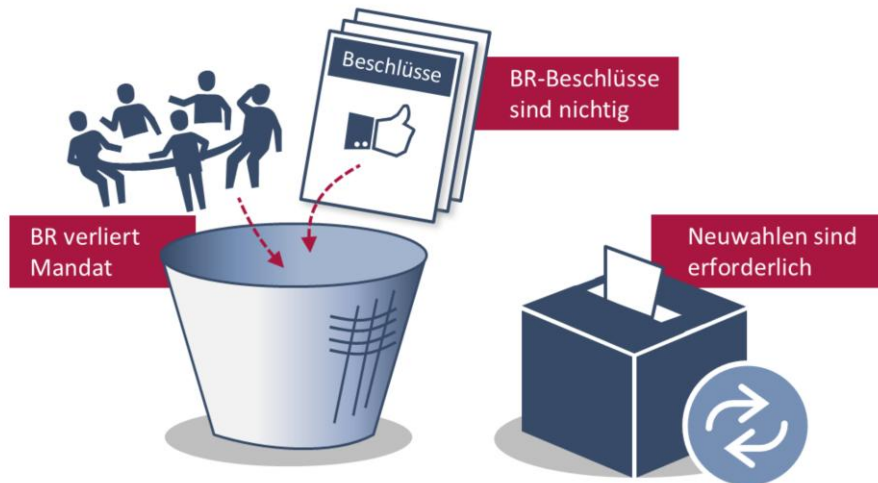 Beschlüsse
BR-Beschlüsse
sind nichtig
BR verliert
Mandat
Neuwahlen sind
erforderlich